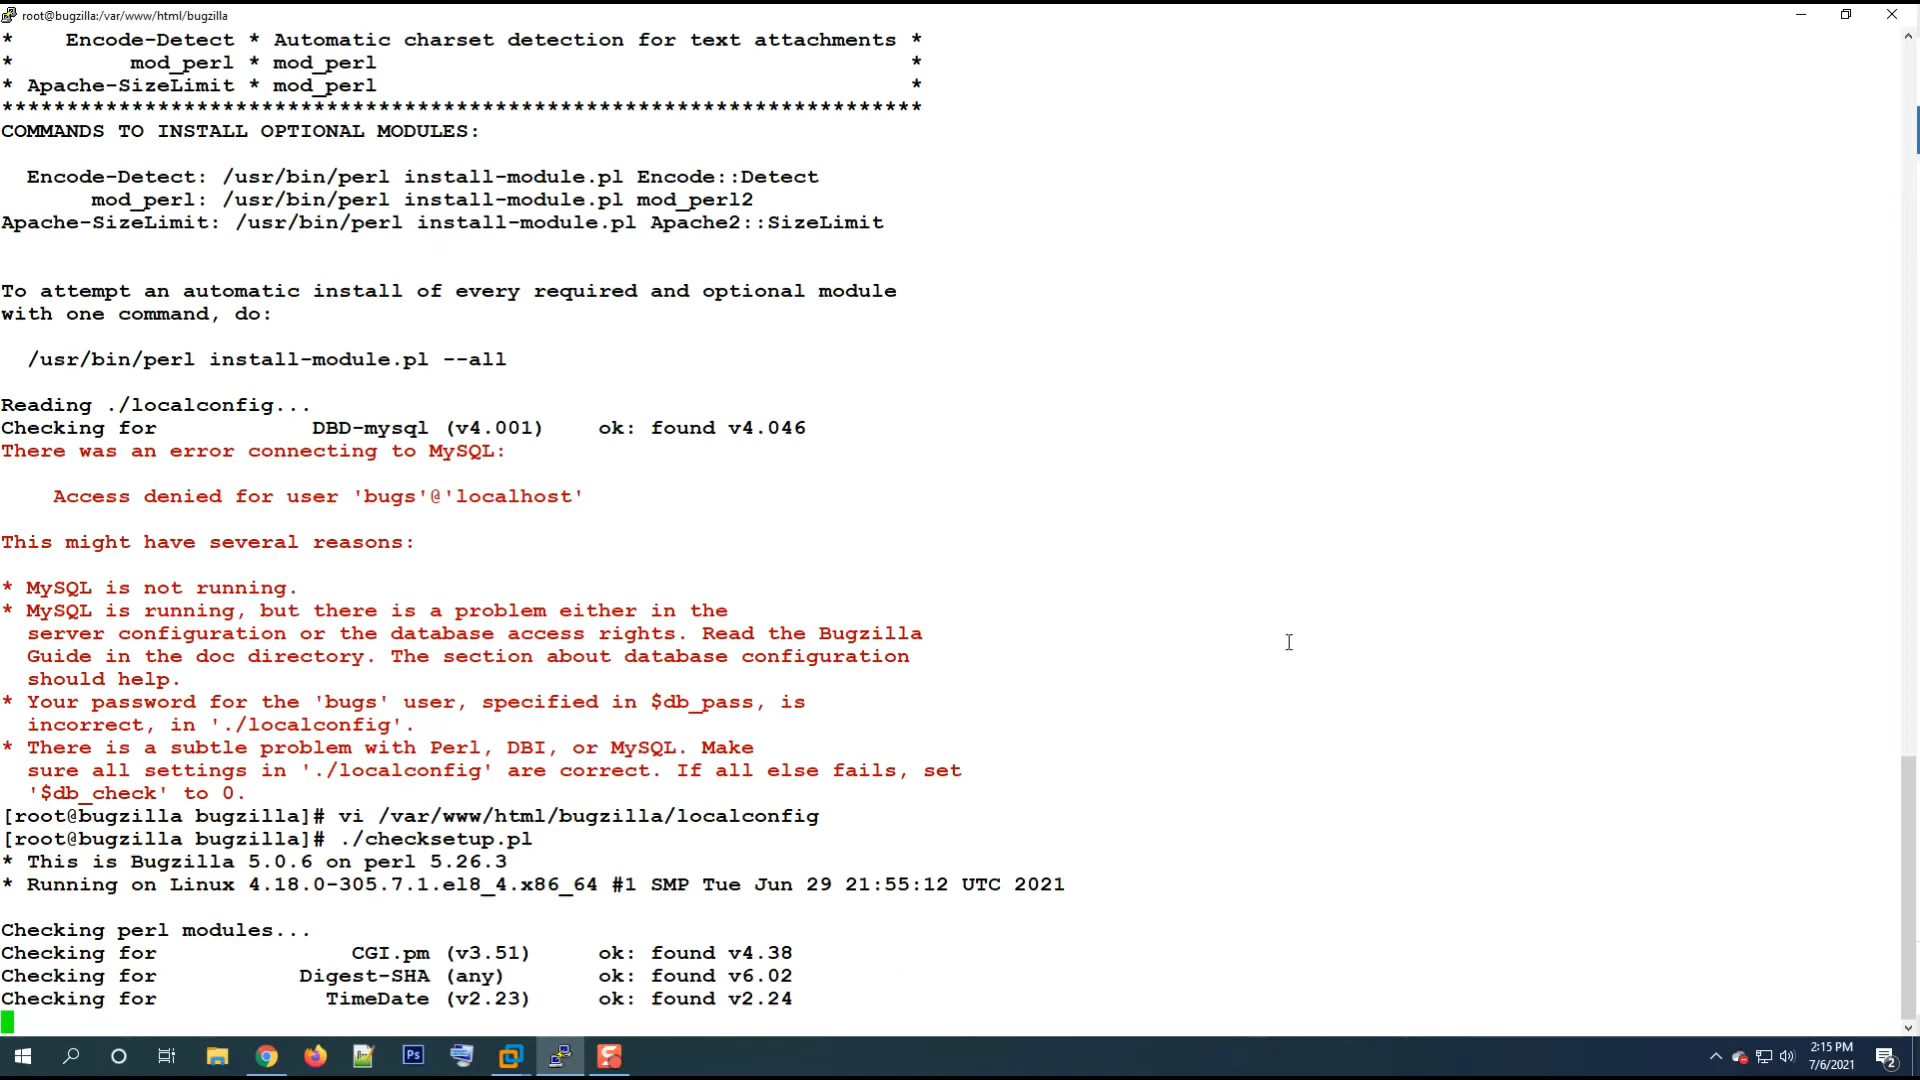 root@bugzilla:/var/www/html/bugzilla
*    Encode-Detect * Automatic charset detection for text attachments *
*         mod_perl * mod_perl *
* Apache-SizeLimit * mod_perl *
***********************************************************************
COMMANDS TO INSTALL OPTIONAL MODULES:
Encode-Detect: /usr/bin/perl install-module.pl Encode::Detect
mod_perl: /usr/bin/perl install-module.pl mod_perl2
Apache-SizeLimit: /usr/bin/perl install-module.pl Apache2::SizeLimit
To attempt an automatic install of every required and optional module
with one command, do:
/usr/bin/perl install-module.pl --all
Reading ./localconfig...
Checking for DBD-mysql (v4.001) ok: found v4.046
There was an error connecting to MySQL:
Access denied for user 'bugs'@'localhost'
This might have several reasons:
* MySQL is not running.
* MySQL is running, but there is a problem either in the
server configuration or the database access rights. Read the Bugzilla
Guide in the doc directory. The section about database configuration
should help.
* Your password for the 'bugs' user, specified in $db_pass, is
incorrect, in './localconfig'.
* There is a subtle problem with Perl, DBI, or MySQL. Make
sure all settings in './localconfig' are correct. If all else fails, set
'$db_check' to 0.
[root@bugzilla bugzilla]# vi /var/www/html/bugzilla/localconfig
[root@bugzilla bugzilla]# ./checksetup.pl
* This is Bugzilla 5.0.6 on perl 5.26.3
* Running on Linux 4.18.0-305.7.1.el8_4.x86_64 #1 SMP Tue Jun 29 21:55:12 UTC 2021
Checking perl modules...
Checking for CGI.pm (v3.51) ok: found v4.38
Checking for Digest-SHA (any) ok: found v6.02
Checking for TimeDate (v2.23) ok: found v2.24
Ps
2:15 PM
7/6/2021
2